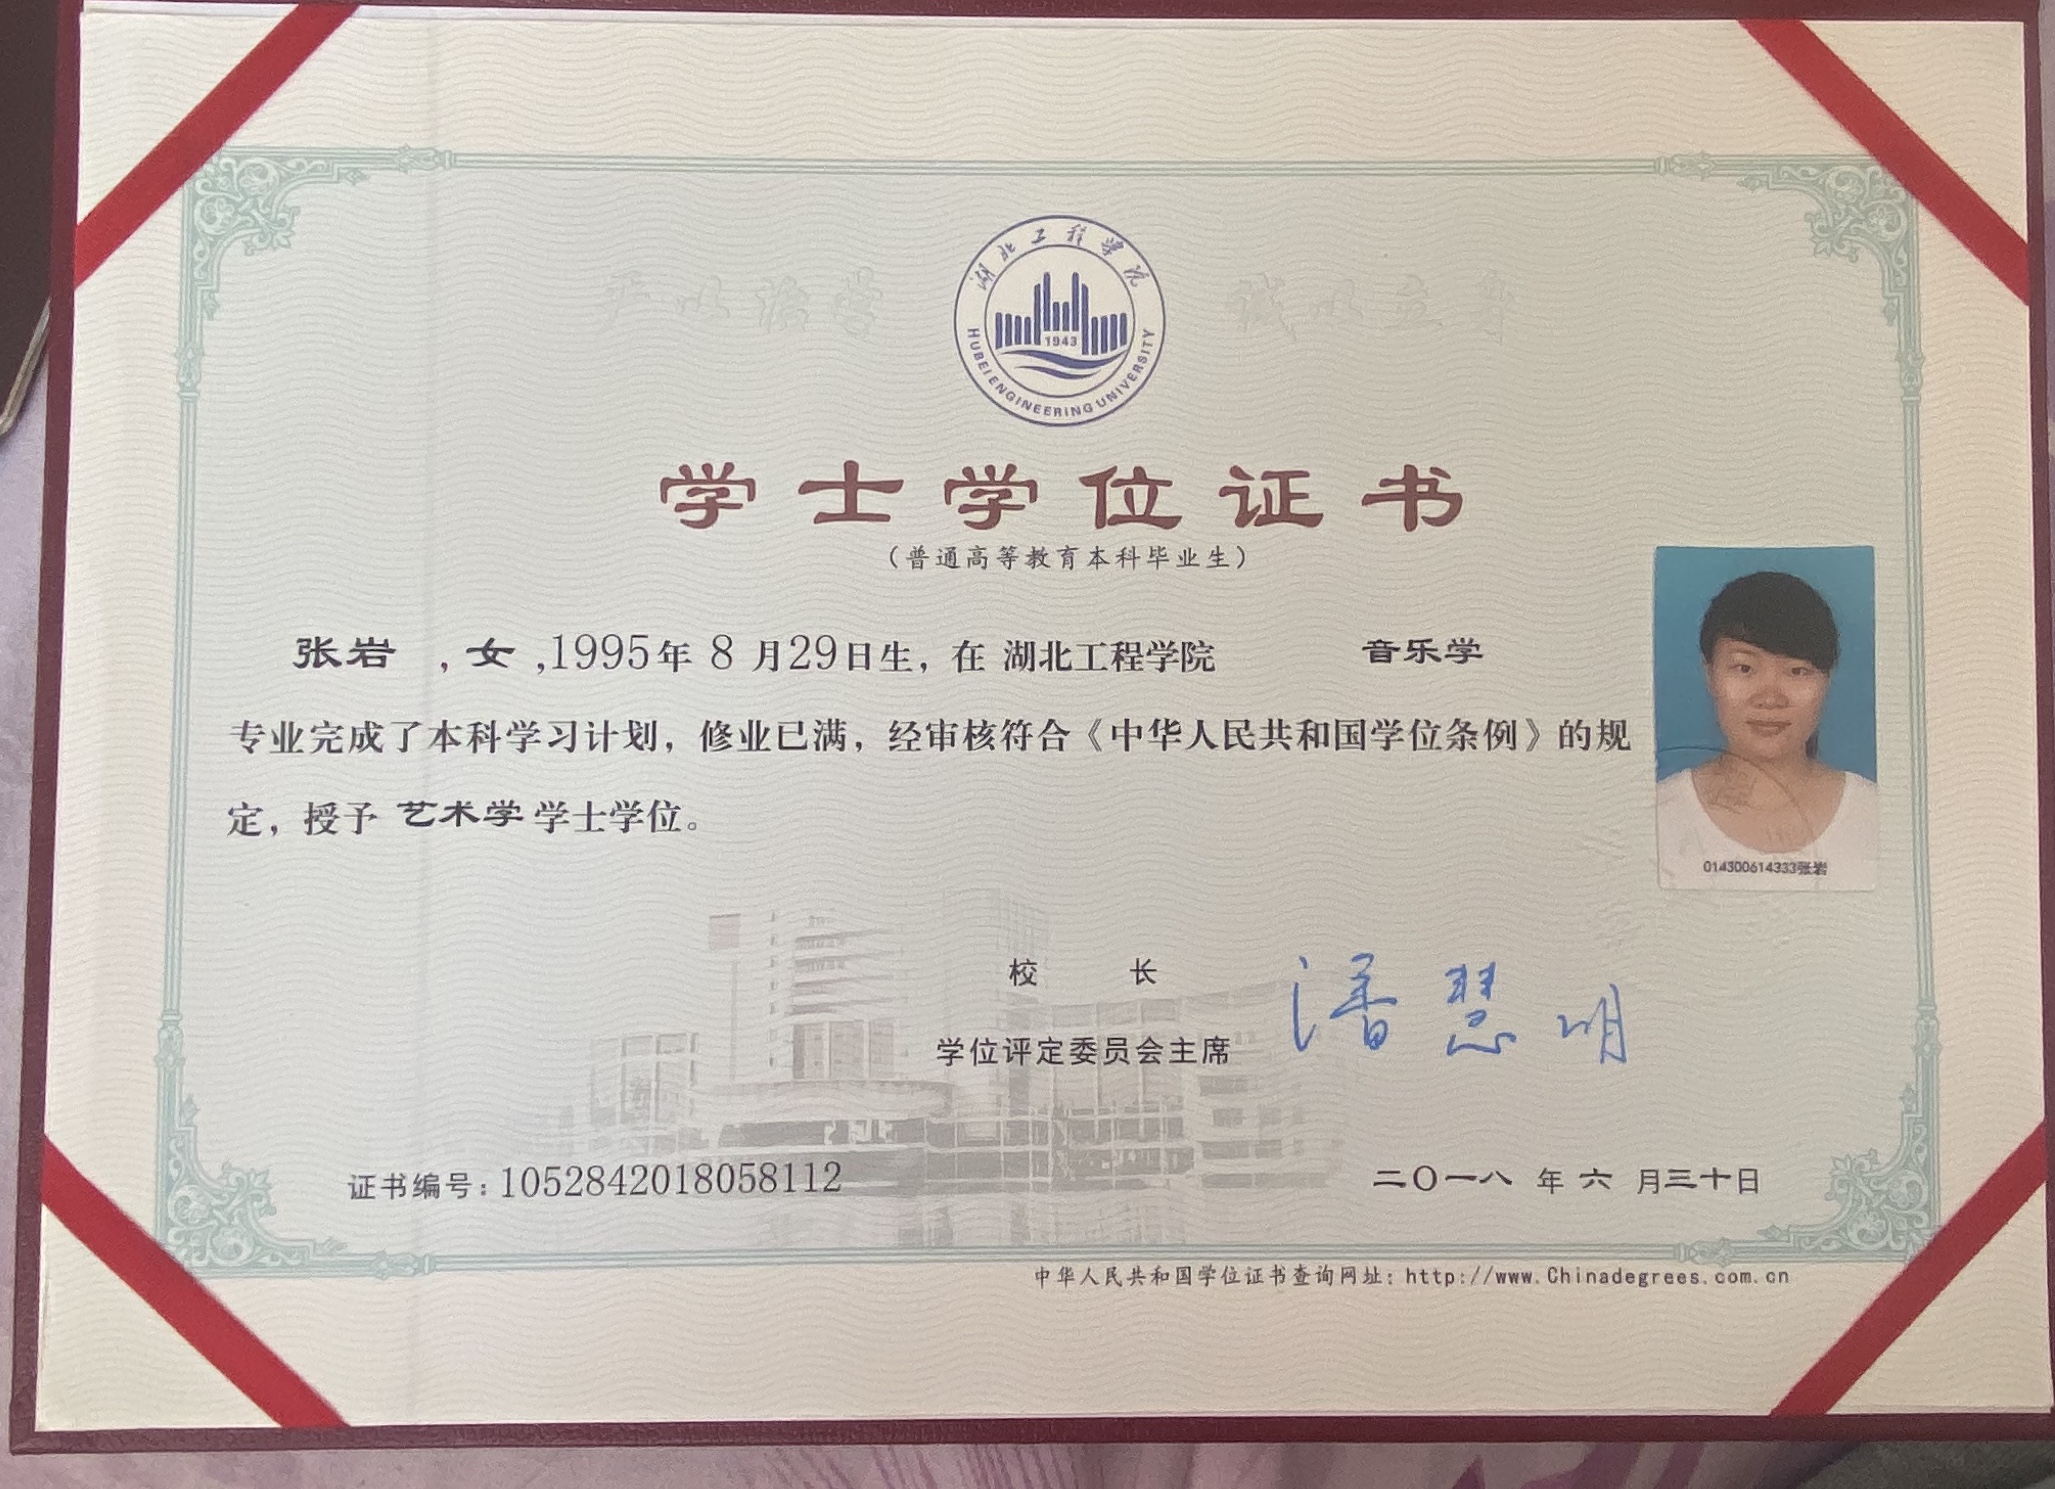 湖北工程学院
1943
HUBEI ENGINEERING UNIVERSITY
严以治学 诚以立身
学士学位证书
（普通高等教育本科毕业生）
张岩 ，女 ，1995年 8 月29日生，在 湖北工程学院 音乐学
专业完成了本科学习计划，修业已满，经审核符合《中华人民共和国学位条例》的规
定，授予 艺术学 学士学位。
014300614333张岩
校 长
学位评定委员会主席
潘慧明
证书编号：1052842018058112
二〇一八 年 六 月三十日
中华人民共和国学位证书查询网址：http://www.Chinadegrees.com.cn